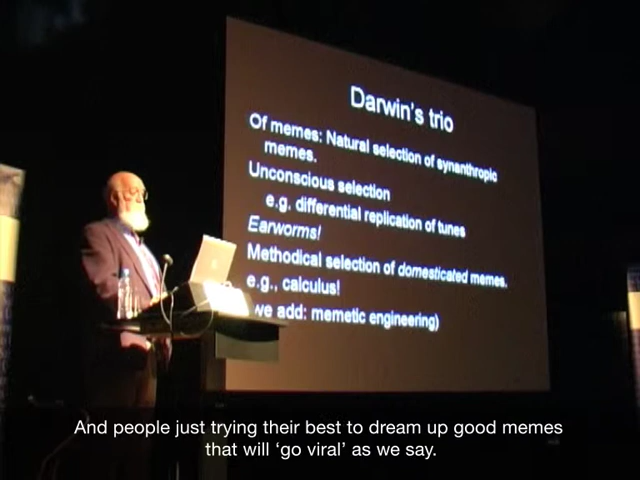 Darwin's trio
Of memes: Natural selection of synanthropic
memes.
Unconscious selection
e.g. differential replication of tunes
Earworms!
Methodical selection of domesticated memes.
e.g., calculus!
we add: memetic engineering)
And people just trying their best to dream up good memes
that will ‘go viral’ as we say.